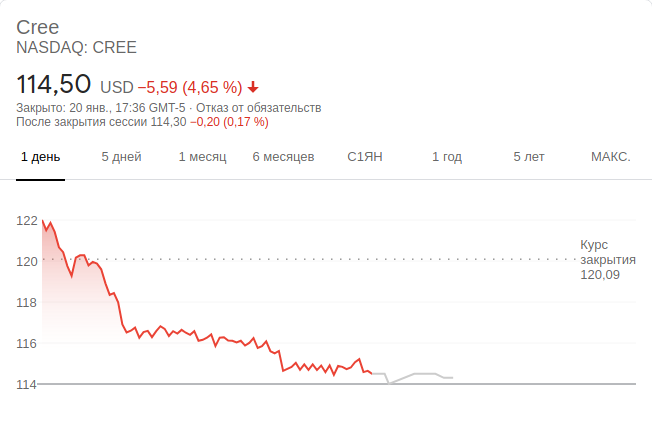 Cree
NASDAQ: CREE
114,50 USD −5,59 (4,65 %)
Закрыто: 20 янв., 17:36 GMT-5 · Отказ от обязательств
После закрытия сессии 114,30 −0,20 (0,17 %)
1 день 5 дней 1 месяц 6 месяцев С1ЯН 1 год 5 лет МАКС.
122
120
118
116
114
Курс
закрытия
120,09